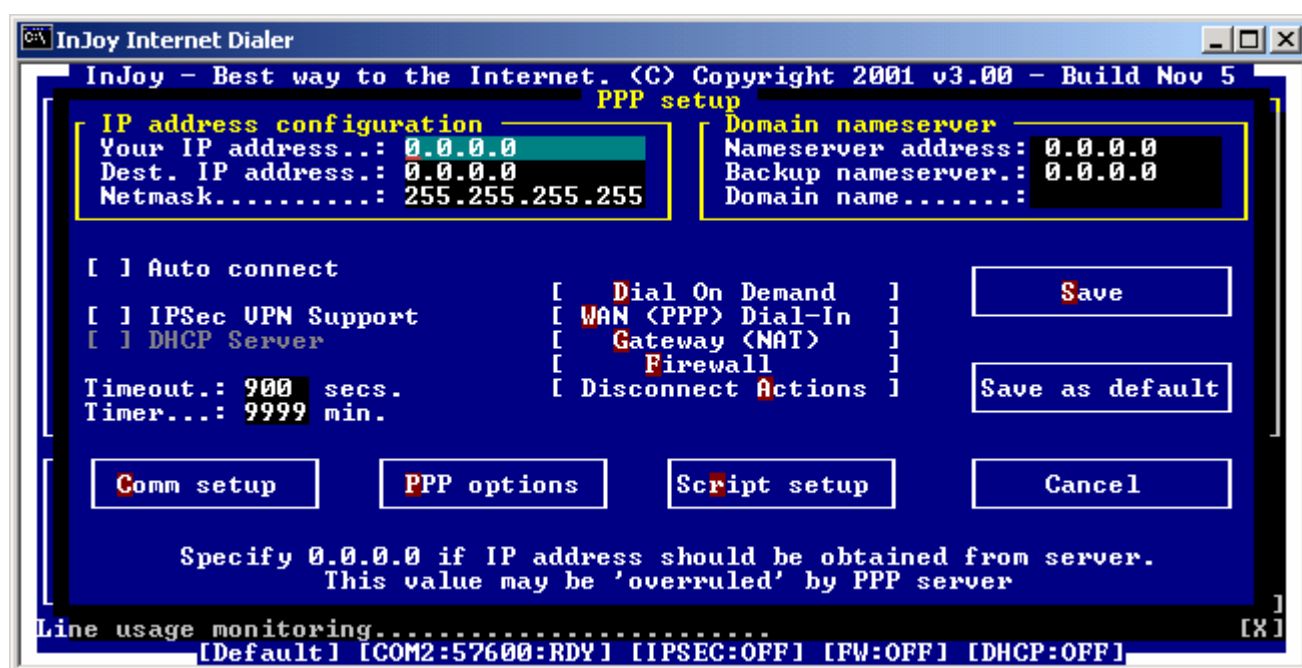 InJoy Internet Dialer
InJoy - Best way to the Internet. (C) Copyright 2001 v3.00 - Build Nov 5
PPP setup
IP address configuration
Your IP address..: 0.0.0.0
Dest. IP address.: 0.0.0.0
Netmask..........: 255.255.255.255
Domain nameserver
Nameserver address: 0.0.0.0
Backup nameserver.: 0.0.0.0
Domain name.......:
[ ] Auto connect
[ ] IPSec VPN Support
[ ] DHCP Server
Timeout.: 900 secs.
Timer...: 9999 min.
[ Dial On Demand ]
[ WAN (PPP) Dial-In ]
[ Gateway (NAT) ]
[ Firewall ]
[ Disconnect Actions ]
Save
Save as default
Comm setup
PPP options
Script setup
Cancel
Specify 0.0.0.0 if IP address should be obtained from server.
This value may be 'overruled' by PPP server
Line usage monitoring......................... [X]
[Default] [COM2:57600:RDY] [IPSEC:OFF] [FW:OFF] [DHCP:OFF]